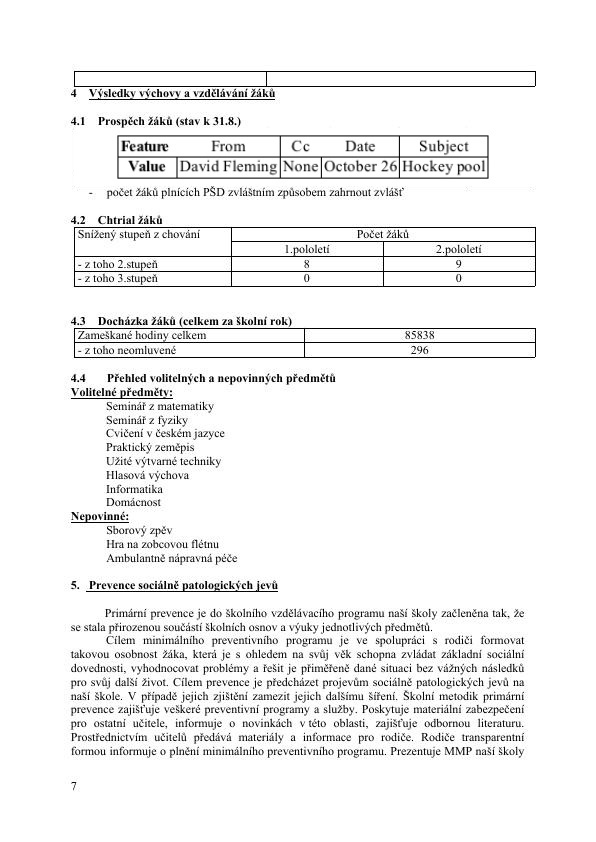 4 Výsledky výchovy a vzdělávání žáků
4.1 Prospěch žáků (stav k 31.8.)
Feature From Cc Date Subject
Value David Fleming None October 26 Hockey pool
- počet žáků plnících PŠD zvláštním způsobem zahrnout zvlášť
4.2 Chtrial žáků
Snížený stupeň z chování Počet žáků
1.pololetí 2.pololetí
- z toho 2.stupeň 8 9
- z toho 3.stupeň 0 0
4.3 Docházka žáků (celkem za školní rok)
Zameškané hodiny celkem 85838
- z toho neomluvené 296
4.4 Přehled volitelných a nepovinných předmětů
Volitelné předměty:
Seminář z matematiky
Seminář z fyziky
Cvičení v českém jazyce
Praktický zeměpis
Užité výtvarné techniky
Hlasová výchova
Informatika
Domácnost
Nepovinné:
Sborový zpěv
Hra na zobcovou flétnu
Ambulantně nápravná péče
5. Prevence sociálně patologických jevů
Primární prevence je do školního vzdělávacího programu naší školy začleněna tak, že
se stala přirozenou součástí školních osnov a výuky jednotlivých předmětů.
Cílem minimálního preventivního programu je ve spolupráci s rodiči formovat
takovou osobnost žáka, která je s ohledem na svůj věk schopna zvládat základní sociální
dovednosti, vyhodnocovat problémy a řešit je přiměřeně dané situaci bez vážných následků
pro svůj další život. Cílem prevence je předcházet projevům sociálně patologických jevů na
naší škole. V případě jejich zjištění zamezit jejich dalšímu šíření. Školní metodik primární
prevence zajišťuje veškeré preventivní programy a služby. Poskytuje materiální zabezpečení
pro ostatní učitele, informuje o novinkách v této oblasti, zajišťuje odbornou literaturu.
Prostřednictvím učitelů předává materiály a informace pro rodiče. Rodiče transparentní
formou informuje o plnění minimálního preventivního programu. Prezentuje MMP naší školy
7